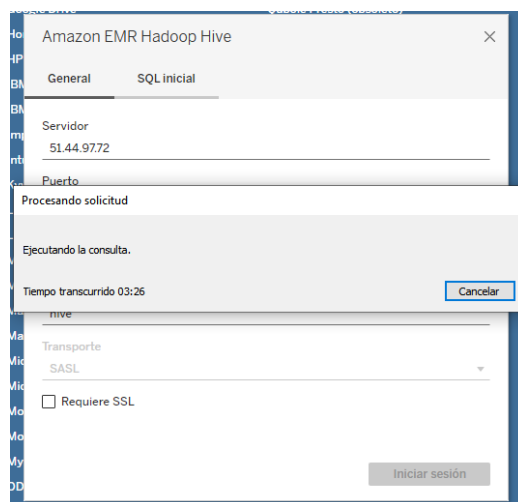 Amazon EMR Hadoop Hive
General
SQL inicial
Servidor
51.44.97.72
Puerto
Procesando solicitud
Ejecutando la consulta.
Tiempo transcurrido 03:26
Cancelar
hive
Transporte
SASL
Requiere SSL
Iniciar sesión